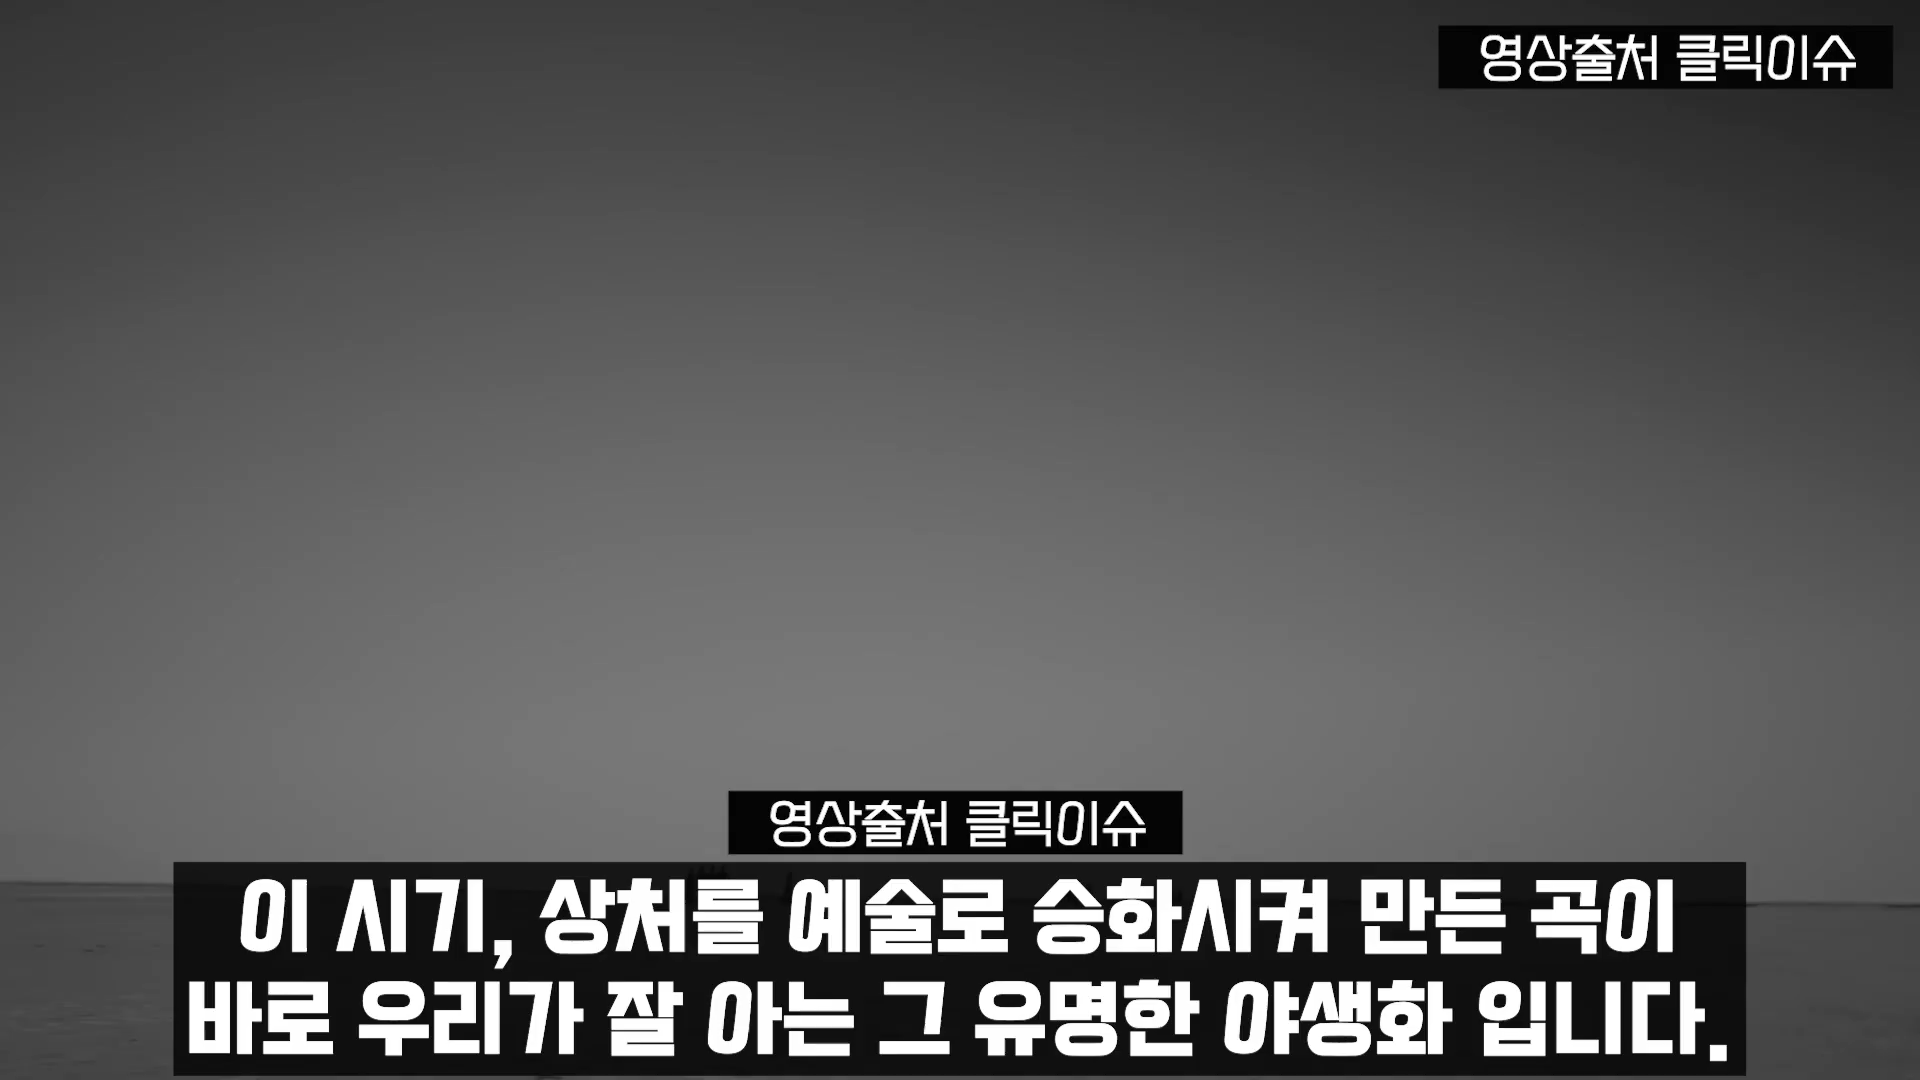 영상출처 클릭이슈
영상출처 클릭이슈
이 시기, 상처를 예술로 승화시켜 만든 곡이
바로 우리가 잘 아는 그 유명한 야생화 입니다.